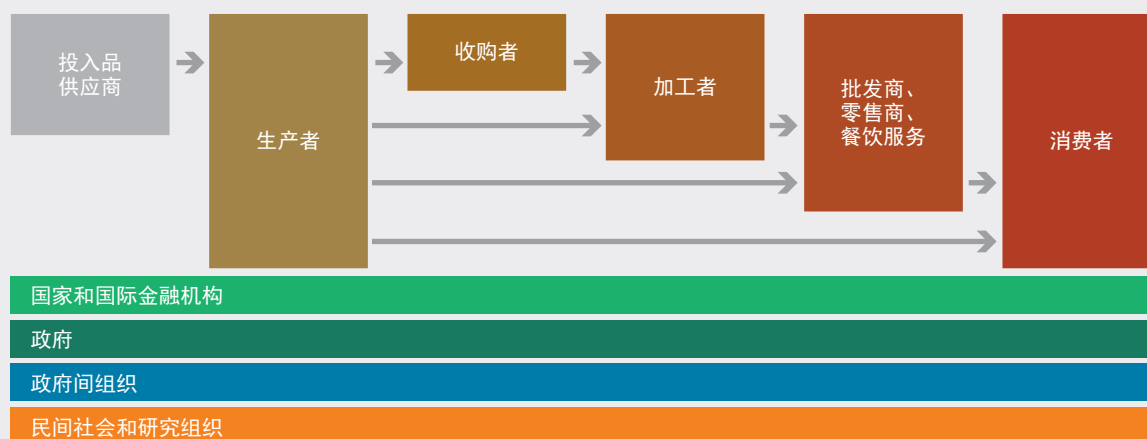 投入品
供应商
生产者
收购者
加工者
批发商、
零售商、
餐饮服务
消费者
国家和国际金融机构
政府
政府间组织
民间社会和研究组织